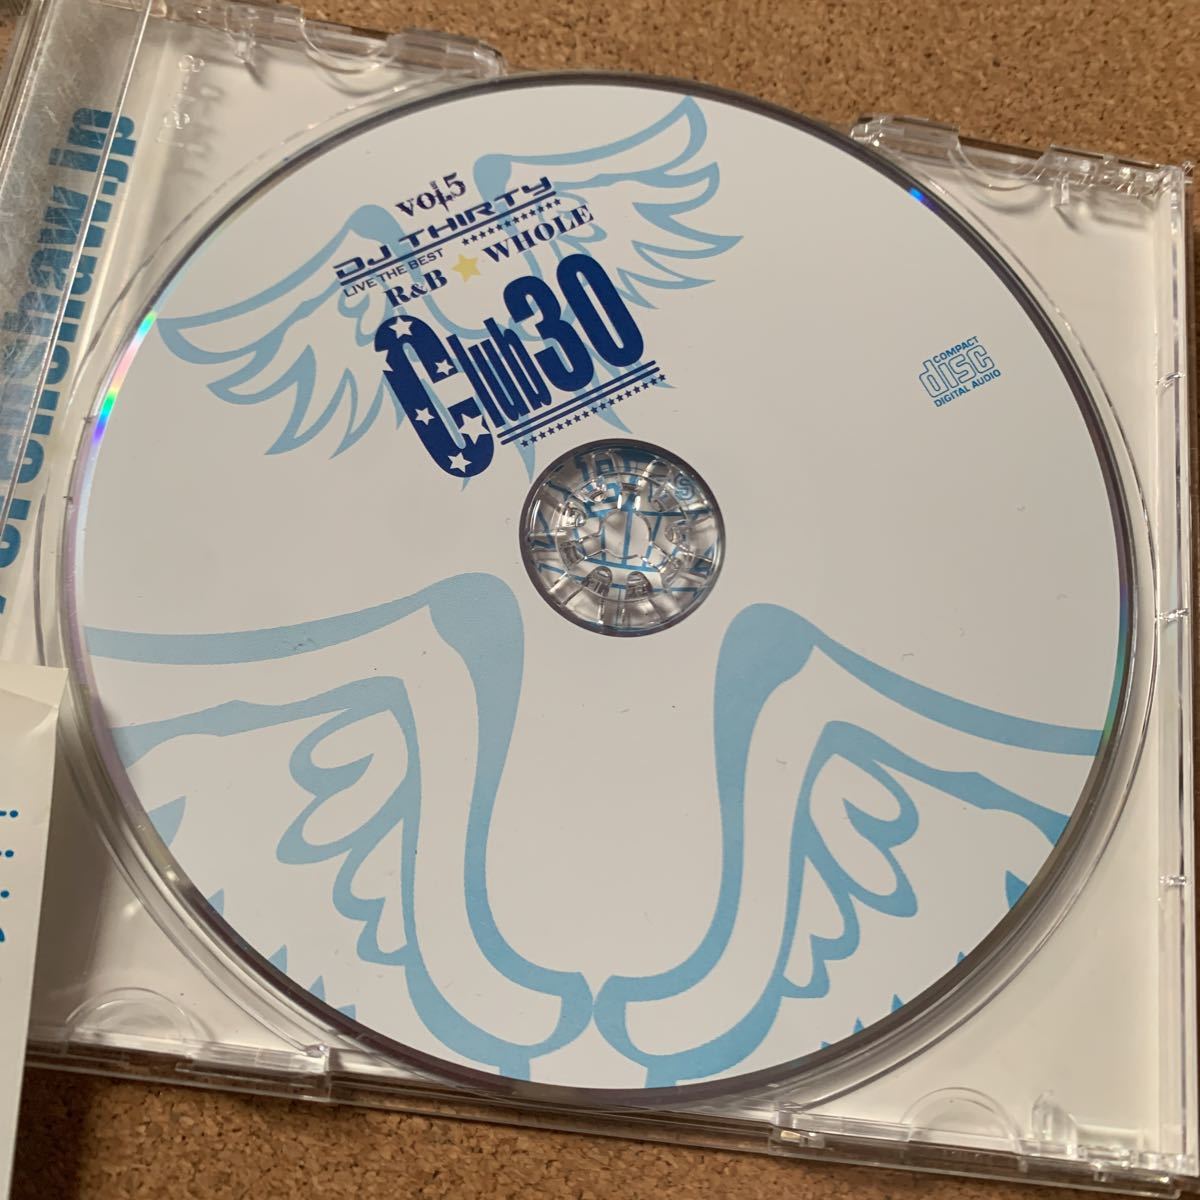 VOL.5
DJ THIRTY
LIVE THE BEST
R&B ★ WHOLE
Club30
COMPACT
disc
DIGITAL AUDIO